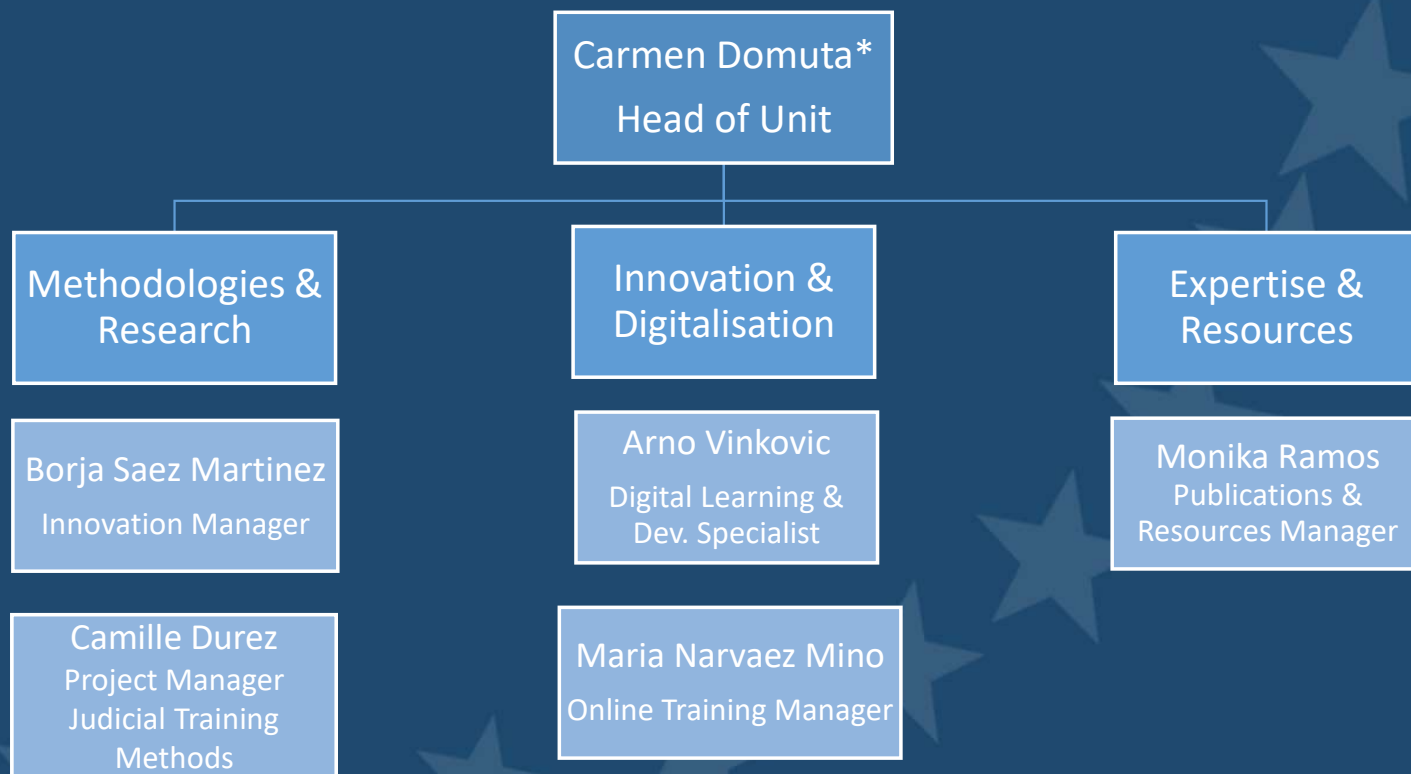 Carmen Domuta*
Head of Unit
Methodologies &
Research
Borja Saez Martinez
Innovation Manager
Camille Durez
Project Manager
Judicial Training
Methods
Innovation &
Digitalisation
Arno Vinkovic
Digital Learning &
Dev. Specialist
Maria Narvaez Mino
Online Training Manager
Expertise &
Resources
Monika Ramos
Publications &
Resources Manager